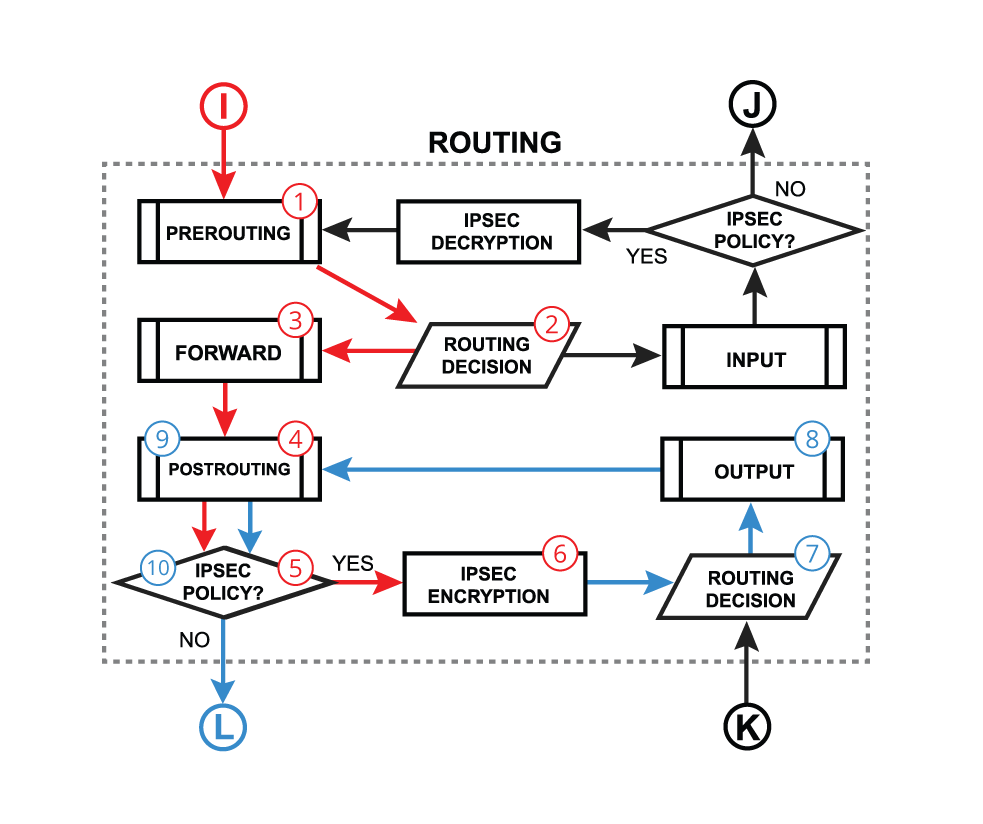 I
J
ROUTING
NO
1
PREROUTING
IPSEC
DECRYPTION
IPSEC
POLICY?
YES
3
FORWARD
2
ROUTING
DECISION
INPUT
9
4
POSTROUTING
8
OUTPUT
10
5
IPSEC
POLICY?
YES
6
IPSEC
ENCRYPTION
7
ROUTING
DECISION
NO
L
K